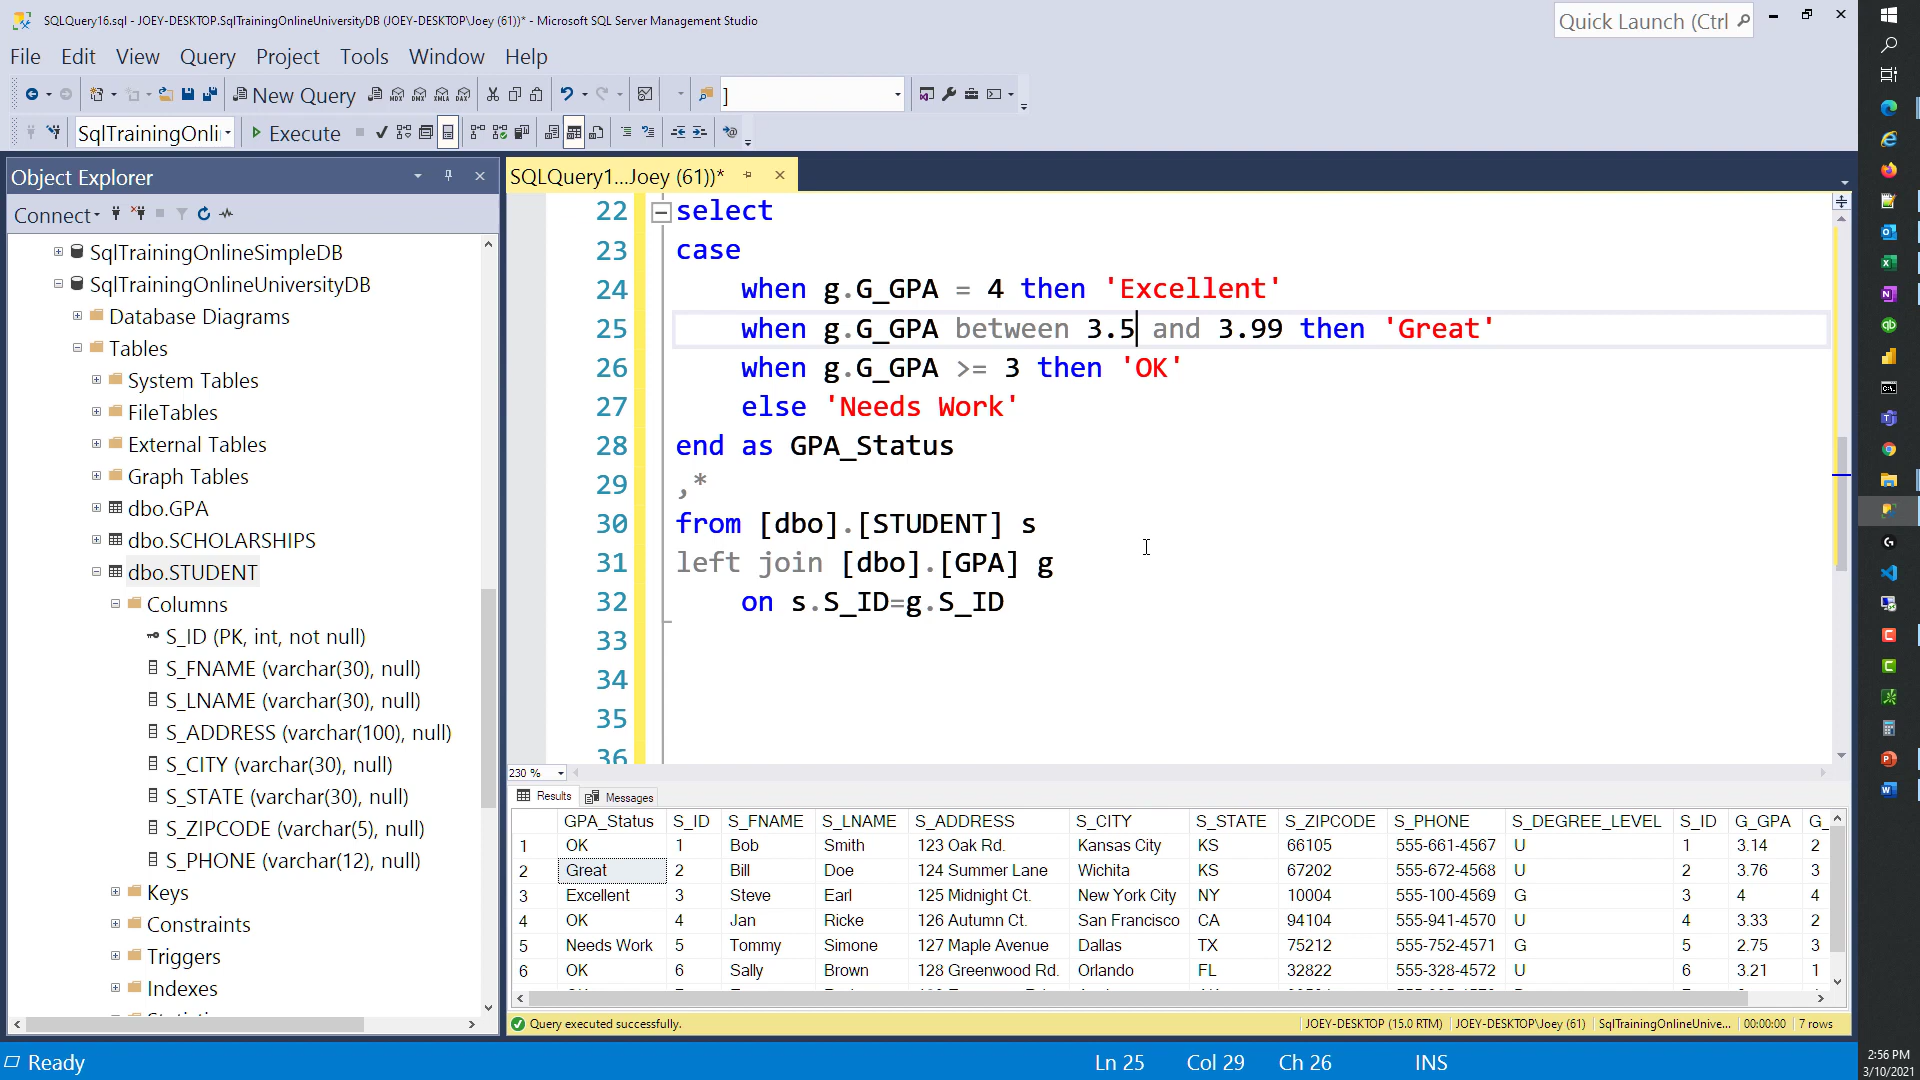 SQLQuery16.sql - JOEY-DESKTOP.SqlTrainingOnlineUniversityDB (JOEY-DESKTOP\Joey (61))* - Microsoft SQL Server Management Studio
Quick Launch (Ctrl
File Edit View Query Project Tools Window Help
New Query ]
SqlTrainingOnli Execute
Object Explorer
Connect
SqlTrainingOnlineSimpleDB
SqlTrainingOnlineUniversityDB
Database Diagrams
Tables
System Tables
FileTables
External Tables
Graph Tables
dbo.GPA
dbo.SCHOLARSHIPS
dbo.STUDENT
Columns
S_ID (PK, int, not null)
S_FNAME (varchar(30), null)
S_LNAME (varchar(30), null)
S_ADDRESS (varchar(100), null)
S_CITY (varchar(30), null)
S_STATE (varchar(30), null)
S_ZIPCODE (varchar(5), null)
S_PHONE (varchar(12), null)
Keys
Constraints
Triggers
Indexes
SQLQuery1...Joey (61))*
22 select
23 case
24 when g.G_GPA = 4 then 'Excellent'
25 when g.G_GPA between 3.5 and 3.99 then 'Great'
26 when g.G_GPA >= 3 then 'OK'
27 else 'Needs Work'
28 end as GPA_Status
29 ,*
30 from [dbo].[STUDENT] s
31 left join [dbo].[GPA] g
32 on s.S_ID=g.S_ID
33
34
35
36
230 %
Results Messages
GPA_Status S_ID S_FNAME S_LNAME S_ADDRESS S_CITY S_STATE S_ZIPCODE S_PHONE S_DEGREE_LEVEL S_ID G_GPA G_
1 OK 1 Bob Smith 123 Oak Rd. Kansas City KS 66105 555-661-4567 U 1 3.14 2
2 Great 2 Bill Doe 124 Summer Lane Wichita KS 67202 555-672-4568 U 2 3.76 3
3 Excellent 3 Steve Earl 125 Midnight Ct. New York City NY 10004 555-100-4569 G 3 4 4
4 OK 4 Jan Ricke 126 Autumn Ct. San Francisco CA 94104 555-941-4570 U 4 3.33 2
5 Needs Work 5 Tommy Simone 127 Maple Avenue Dallas TX 75212 555-752-4571 G 5 2.75 3
6 OK 6 Sally Brown 128 Greenwood Rd. Orlando FL 32822 555-328-4572 U 6 3.21 1
Query executed successfully. JOEY-DESKTOP (15.0 RTM) JOEY-DESKTOP\Joey (61) SqlTrainingOnlineUnive... 00:00:00 7 rows
Ready Ln 25 Col 29 Ch 26 INS
2:56 PM
3/10/2021